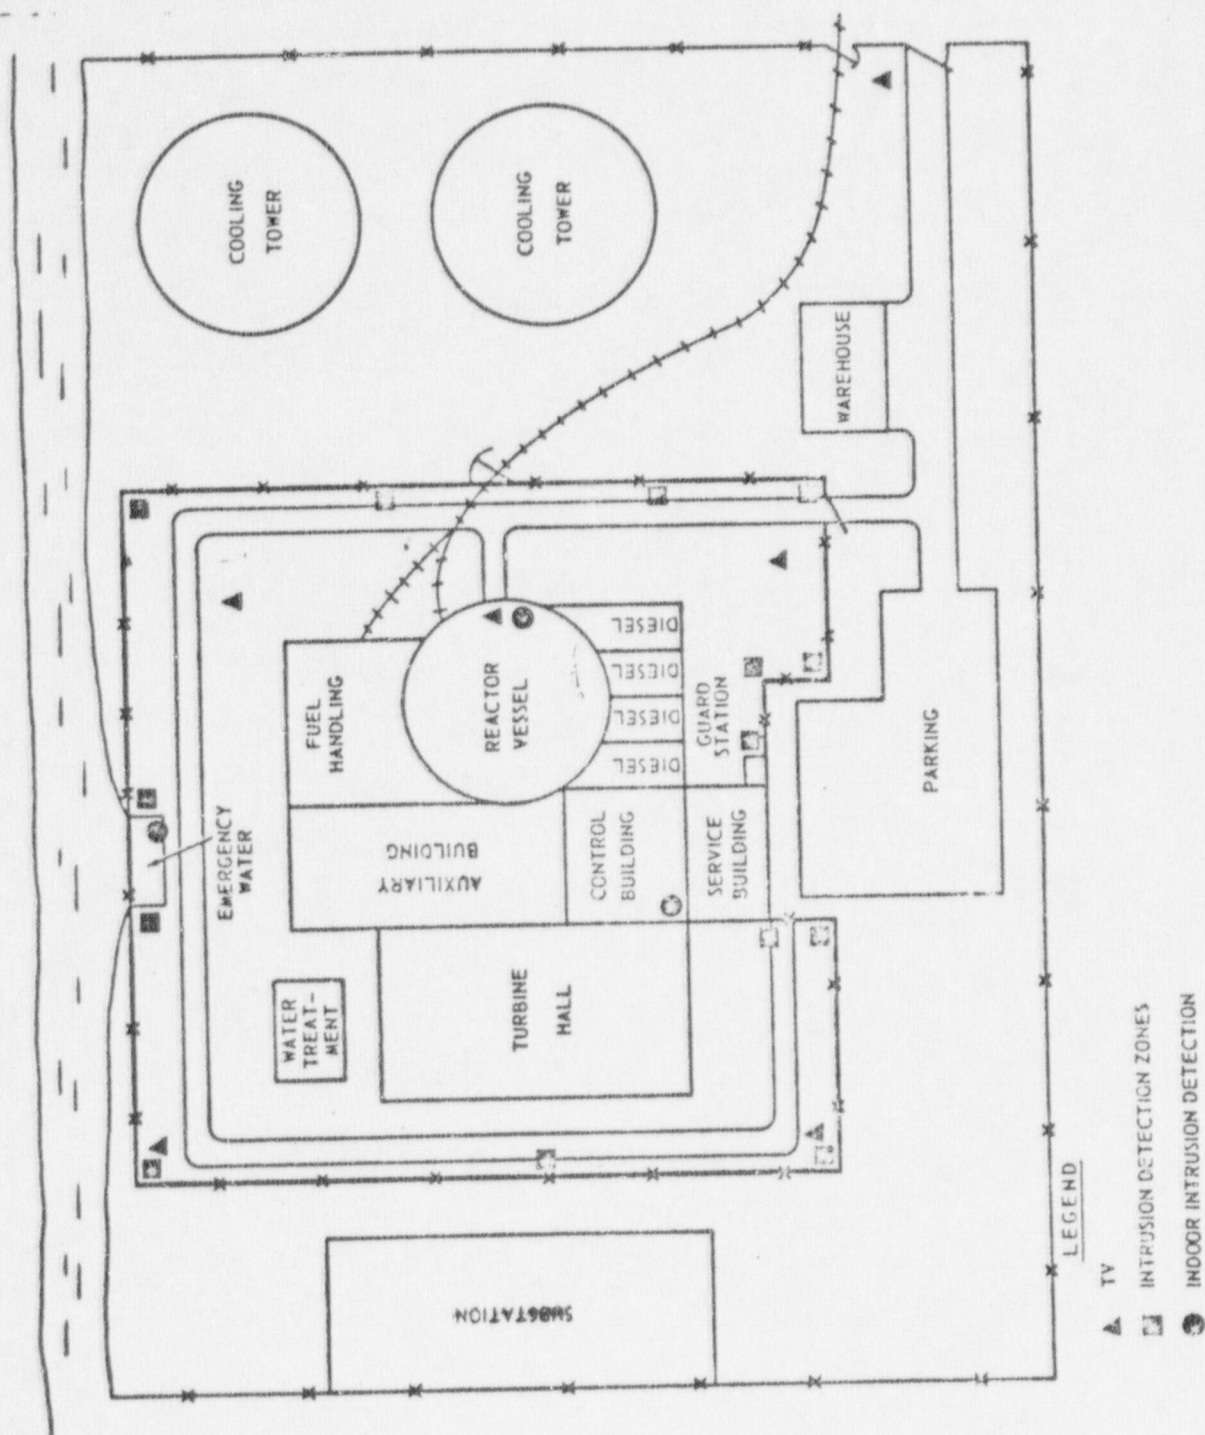 COOLING
TOWER
COOLING
TOWER
WAREHOUSE
FUEL
HANDLING
REACTOR
VESSEL
DIESEL
DIESEL
DIESEL
DIESEL
GUARD
STATION
PARKING
EMERGENCY
WATER
AUXILIARY
BUILDING
CONTROL
BUILDING
SERVICE
BUILDING
WATER
TREAT-
MENT
TURBINE
HALL
SUBSTATION
LEGEND
TV
INTRUSION DETECTION ZONES
INDOOR INTRUSION DETECTION